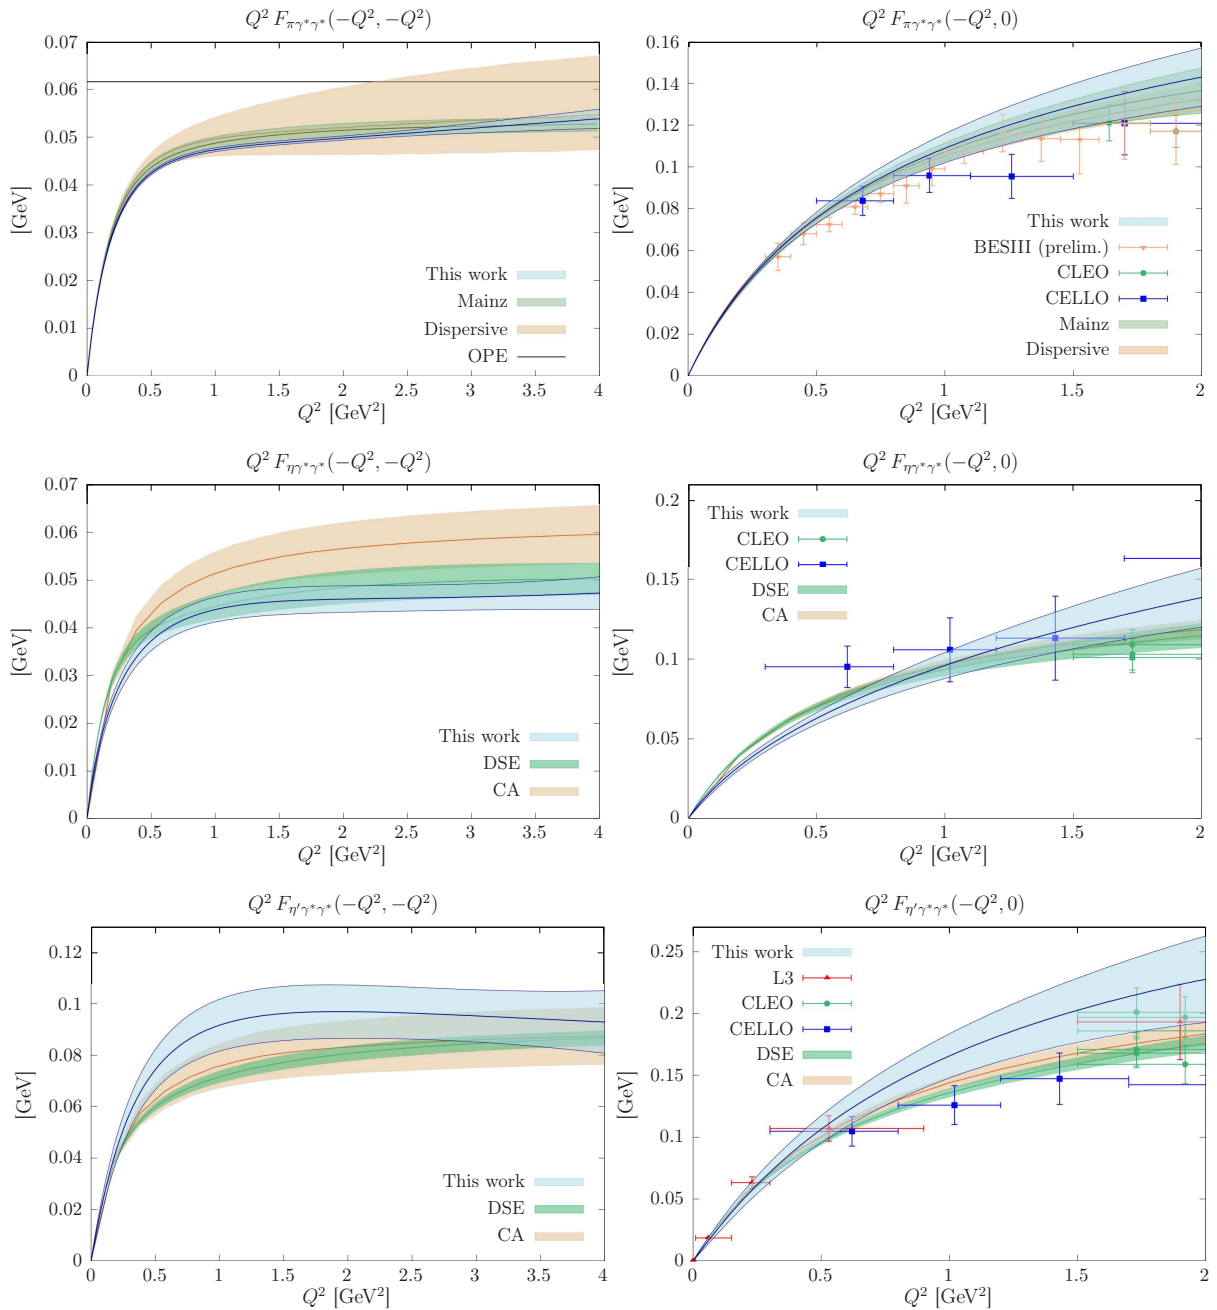 Q² F_{πγ*γ*}(−Q², −Q²)
0.07
0.06
0.05
0.04
0.03
0.02
0.01
0
[GeV]
This work
Mainz
Dispersive
OPE
0 0.5 1 1.5 2 2.5 3 3.5 4
Q² [GeV²]
Q² F_{πγ*γ*}(−Q², 0)
0.16
0.14
0.12
0.1
0.08
0.06
0.04
0.02
0
[GeV]
This work
BESIII (prelim.)
CLEO
CELLO
Mainz
Dispersive
0 0.5 1 1.5 2
Q² [GeV²]
Q² F_{ηγ*γ*}(−Q², −Q²)
0.07
0.06
0.05
0.04
0.03
0.02
0.01
0
[GeV]
This work
DSE
CA
0 0.5 1 1.5 2 2.5 3 3.5 4
Q² [GeV²]
Q² F_{ηγ*γ*}(−Q², 0)
0.2
0.15
0.1
0.05
0
[GeV]
This work
CLEO
CELLO
DSE
CA
0 0.5 1 1.5 2
Q² [GeV²]
Q² F_{η′γ*γ*}(−Q², −Q²)
0.12
0.1
0.08
0.06
0.04
0.02
0
[GeV]
This work
DSE
CA
0 0.5 1 1.5 2 2.5 3 3.5 4
Q² [GeV²]
Q² F_{η′γ*γ*}(−Q², 0)
0.25
0.2
0.15
0.1
0.05
0
[GeV]
This work
L3
CLEO
CELLO
DSE
CA
0 0.5 1 1.5 2
Q² [GeV²]